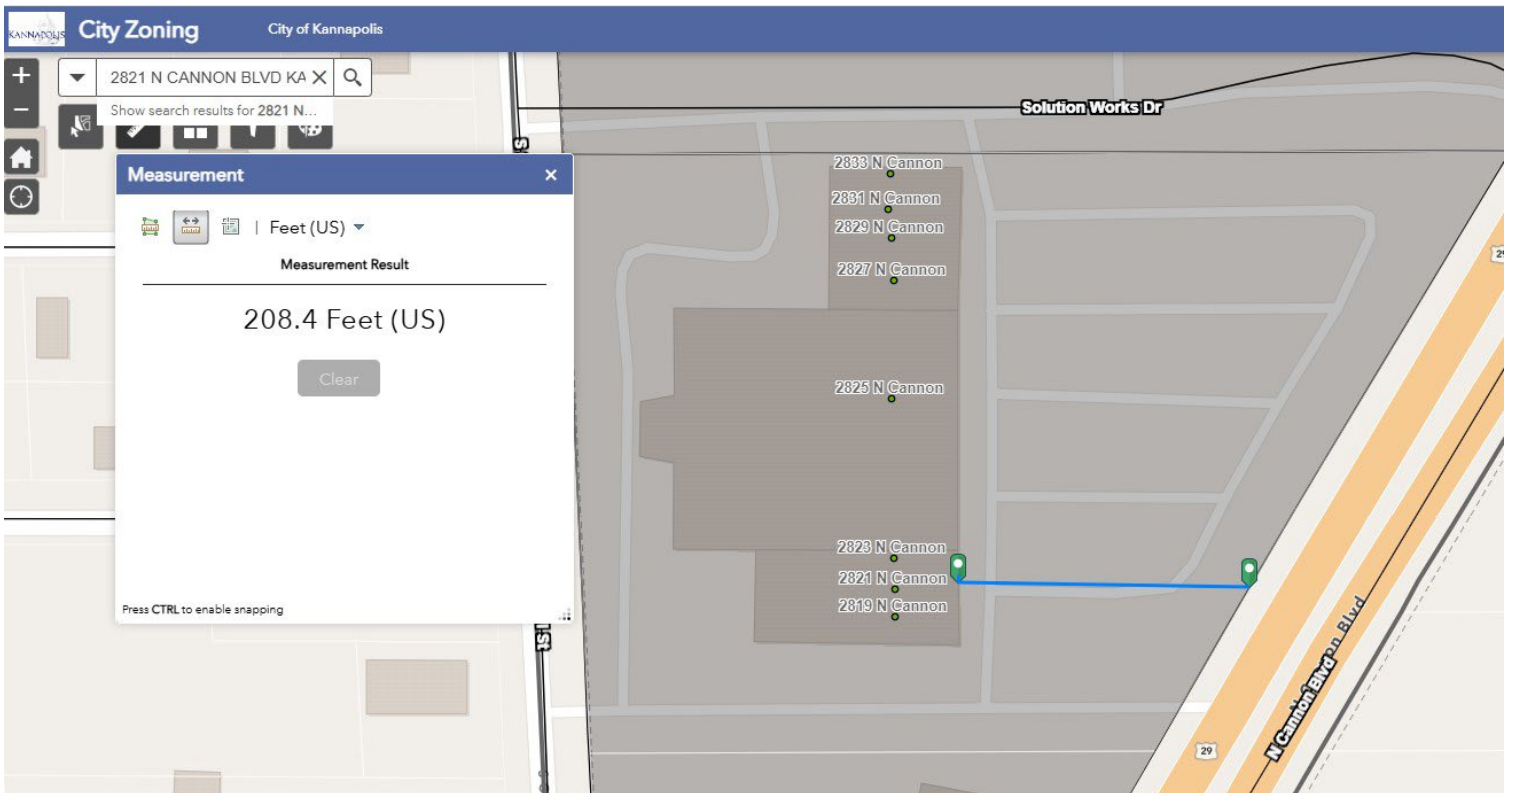 KANNAPOLIS
City Zoning
City of Kannapolis
2821 N CANNON BLVD KA
Show search results for 2821 N...
Measurement
Feet (US)
Measurement Result
208.4 Feet (US)
Clear
Press CTRL to enable snapping
Solution Works Dr
2833 N Cannon
2831 N Cannon
2829 N Cannon
2827 N Cannon
2825 N Cannon
2823 N Cannon
2821 N Cannon
2819 N Cannon
29
N Cannon Blvd
29